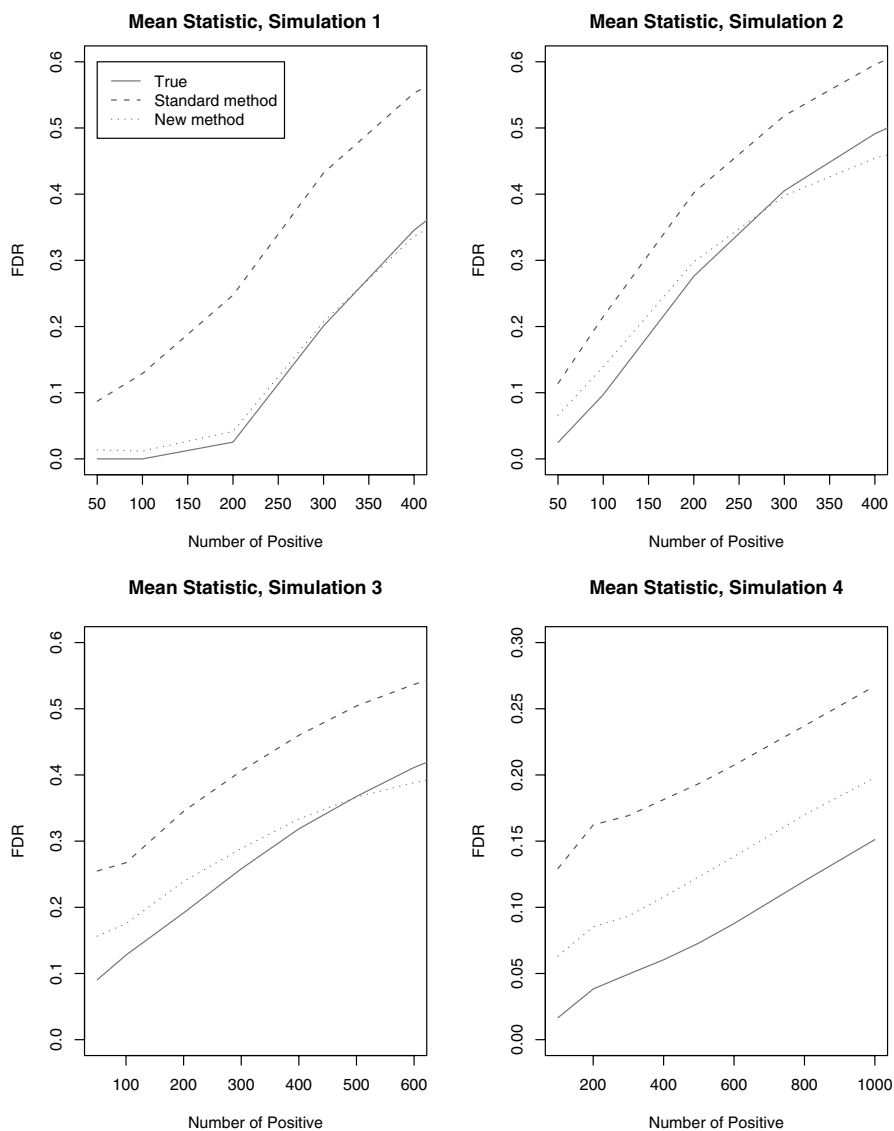 Mean Statistic, Simulation 1
FDR
0.0 0.1 0.2 0.3 0.4 0.5 0.6
True
Standard method
New method
50 100 150 200 250 300 350 400
Number of Positive
Mean Statistic, Simulation 2
FDR
0.0 0.1 0.2 0.3 0.4 0.5 0.6
50 100 150 200 250 300 350 400
Number of Positive
Mean Statistic, Simulation 3
FDR
0.0 0.1 0.2 0.3 0.4 0.5 0.6
100 200 300 400 500 600
Number of Positive
Mean Statistic, Simulation 4
FDR
0.00 0.05 0.10 0.15 0.20 0.25 0.30
200 400 600 800 1000
Number of Positive